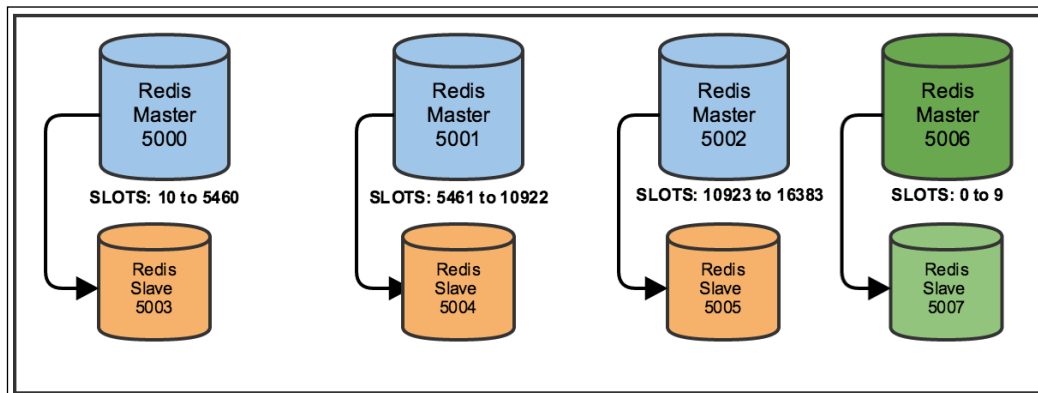 Redis
Master
5000
Redis
Master
5001
Redis
Master
5002
Redis
Master
5006
SLOTS: 10 to 5460
SLOTS: 5461 to 10922
SLOTS: 10923 to 16383
SLOTS: 0 to 9
Redis
Slave
5003
Redis
Slave
5004
Redis
Slave
5005
Redis
Slave
5007